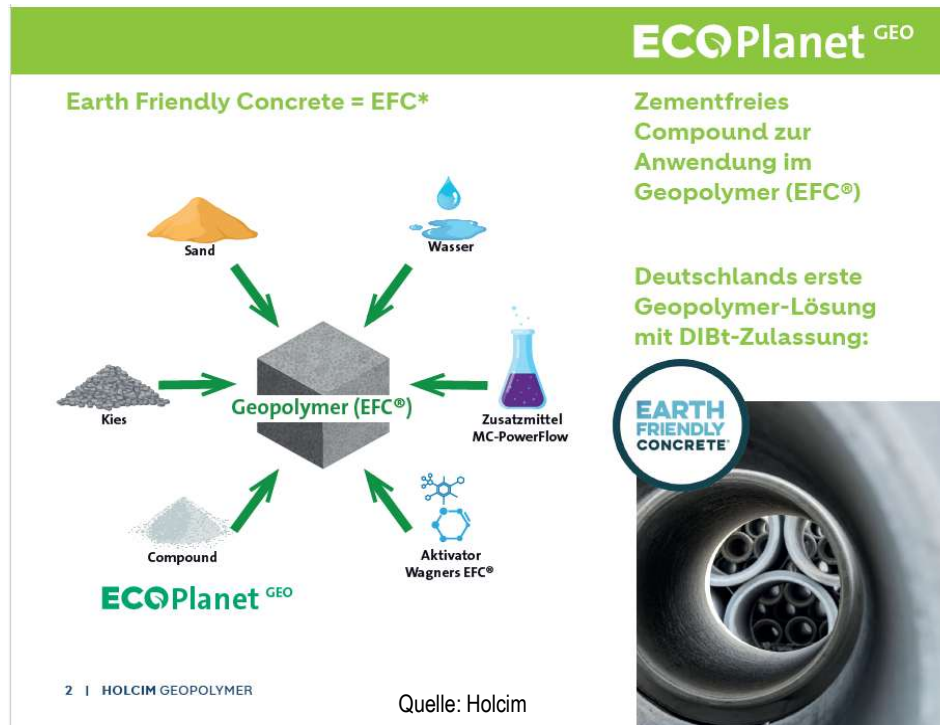 ECOPlanet GEO
Earth Friendly Concrete = EFC*
Sand
Wasser
Kies
Geopolymer (EFC®)
Zusatzmittel
MC-PowerFlow
Compound
ECOPlanet GEO
Aktivator
Wagners EFC®
Zementfreies
Compound zur
Anwendung im
Geopolymer (EFC®)
Deutschlands erste
Geopolymer-Lösung
mit DIBt-Zulassung:
EARTH
FRIENDLY
CONCRETE®
2 | HOLCIM GEOPOLYMER
Quelle: Holcim